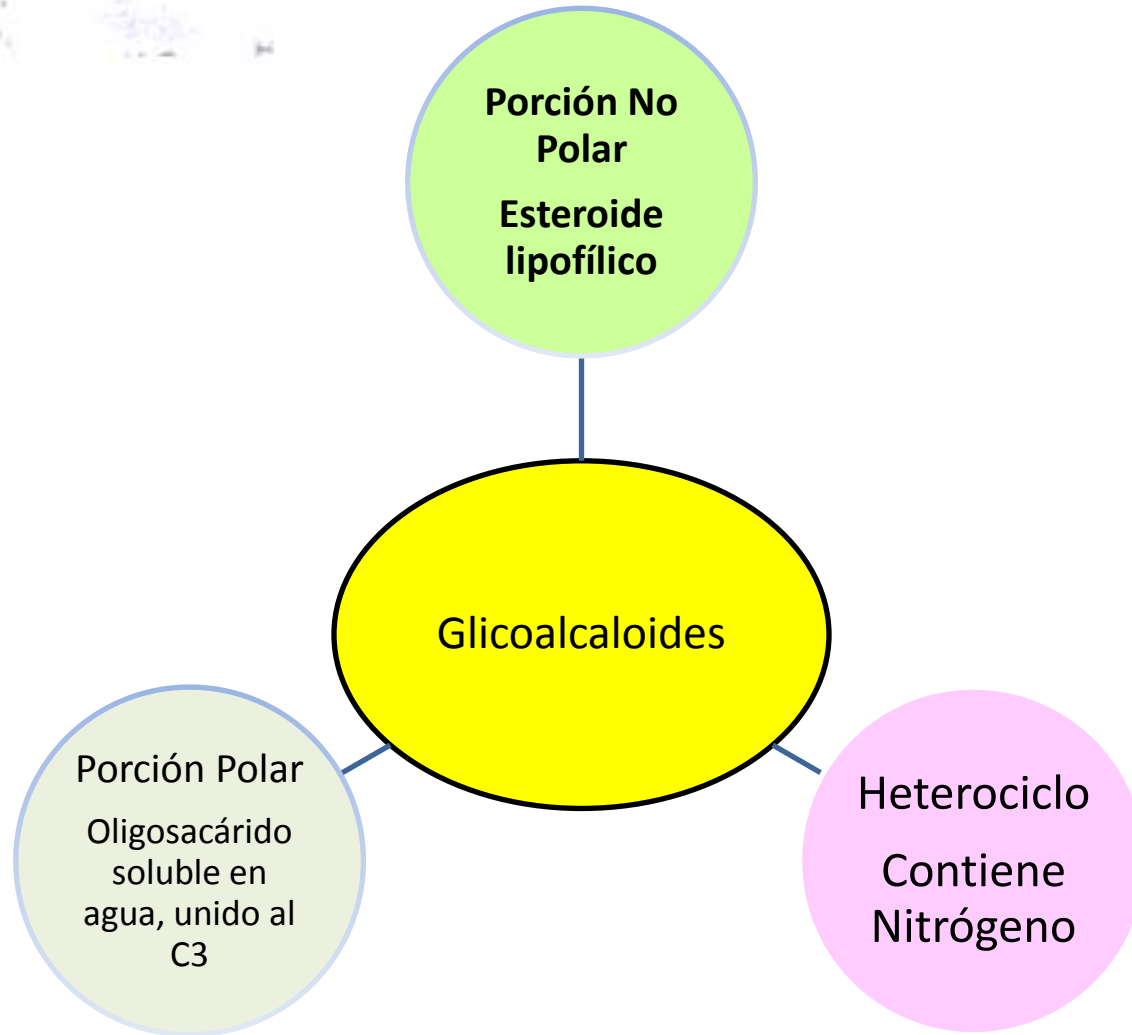 Porción No
Polar
Esteroide
lipofílico
Glicoalcaloides
Porción Polar
Oligosacárido
soluble en
agua, unido al
C3
Heterociclo
Contiene
Nitrógeno